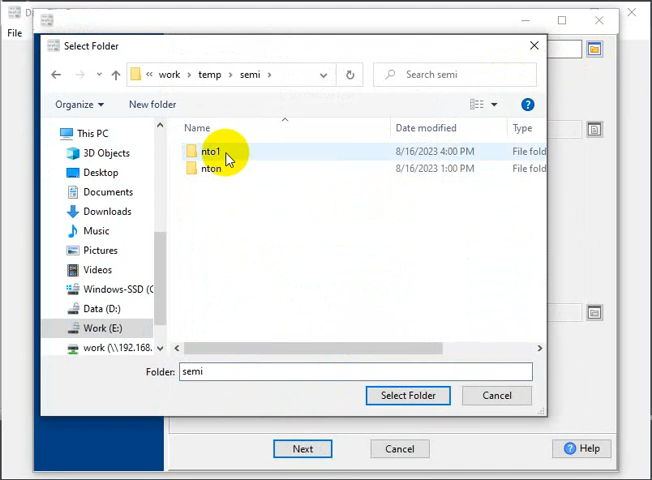 File
Select Folder
work temp semi
Search semi
Organize
New folder
Name
Date modified
Type
nto1
8/16/2023 4:00 PM
File fold
nton
8/16/2023 1:00 PM
File fold
This PC
3D Objects
Desktop
Documents
Downloads
Music
Pictures
Videos
Windows-SSD (C
Data (D:)
Work (E:)
work (\\192.168.
Folder:
semi
Select Folder
Cancel
Next
Cancel
Help